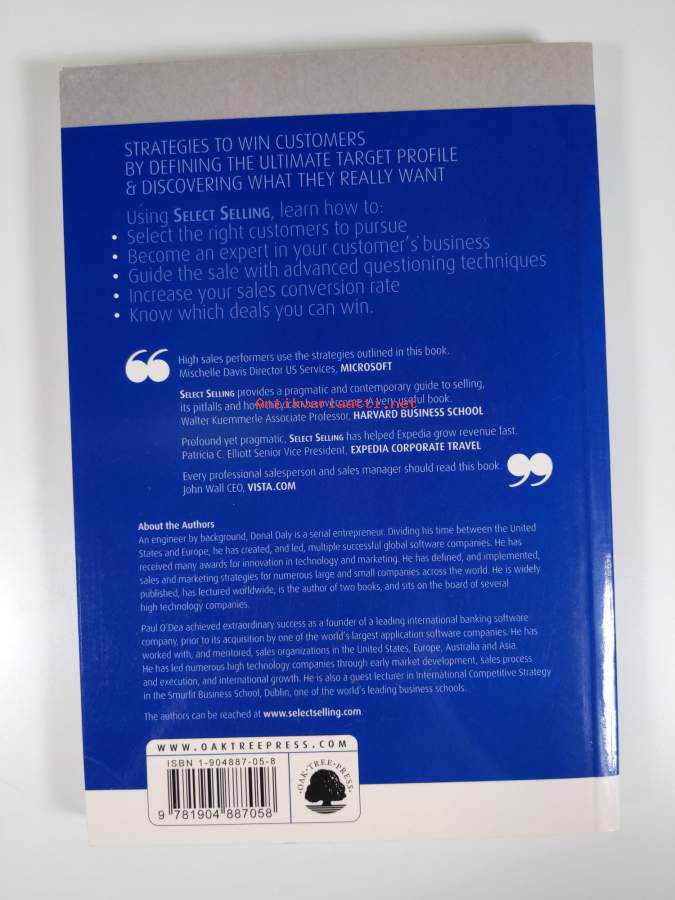 STRATEGIES TO WIN CUSTOMERS
BY DEFINING THE ULTIMATE TARGET PROFILE
& DISCOVERING WHAT THEY REALLY WANT
Using SELECT SELLING, learn how to:
• Select the right customers to pursue
• Become an expert in your customer's business
• Guide the sale with advanced questioning techniques
• Increase your sales conversion rate
• Know which deals you can win.
“
High sales performers use the strategies outlined in this book.
Mischelle Davis Director US Services, MICROSOFT
SELECT SELLING provides a pragmatic and contemporary guide to selling,
its pitfalls and how they can be overcome. A very useful book.
Antikvariaatti.net
Walter Kuemmerle Associate Professor, HARVARD BUSINESS SCHOOL
Profound yet pragmatic, SELECT SELLING has helped Expedia grow revenue fast.
Patricia C. Elliott Senior Vice President, EXPEDIA CORPORATE TRAVEL
Every professional salesperson and sales manager should read this book.
John Wall CEO, VISTA.COM
”
About the Authors
An engineer by background, Donal Daly is a serial entrepreneur. Dividing his time between the United
States and Europe, he has created, and led, multiple successful global software companies. He has
received many awards for innovation in technology and marketing. He has defined, and implemented,
sales and marketing strategies for numerous large and small companies across the world. He is widely
published, has lectured worldwide, is the author of two books, and sits on the board of several
high technology companies.
Paul O'Dea achieved extraordinary success as a founder of a leading international banking software
company, prior to its acquisition by one of the world's largest application software companies. He has
worked with, and mentored, sales organizations in the United States, Europe, Australia and Asia.
He has led numerous high technology companies through early market development, sales process
and execution, and international growth. He is also a guest lecturer in International Competitive Strategy
in the Smurfit Business School, Dublin, one of the world's leading business schools.
The authors can be reached at www.selectselling.com
WWW.OAKTREEPRESS.COM
ISBN 1-904887-05-8
9 781904 887058
·OAK·TREE·PRESS·